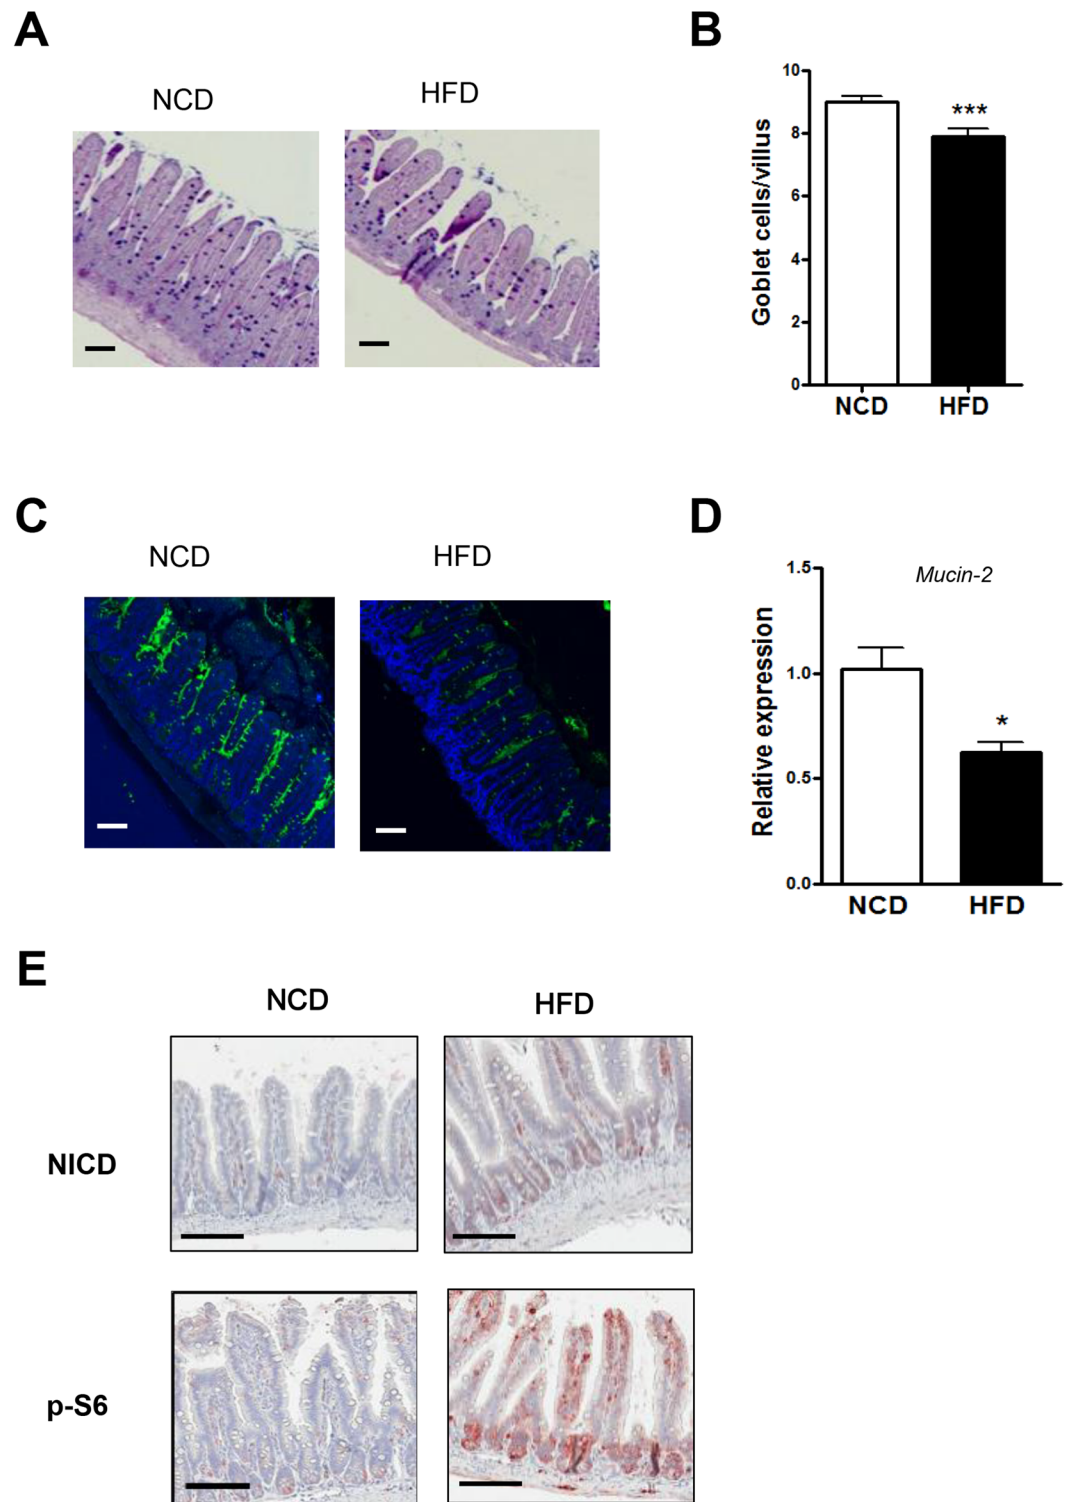 A
NCD
HFD
B
10
8
6
4
2
0
Goblet cells/villus
***
NCD
HFD
C
NCD
HFD
D
1.5
1.0
0.5
0.0
Relative expression
Mucin-2
*
NCD
HFD
E
NCD
HFD
NICD
p-S6